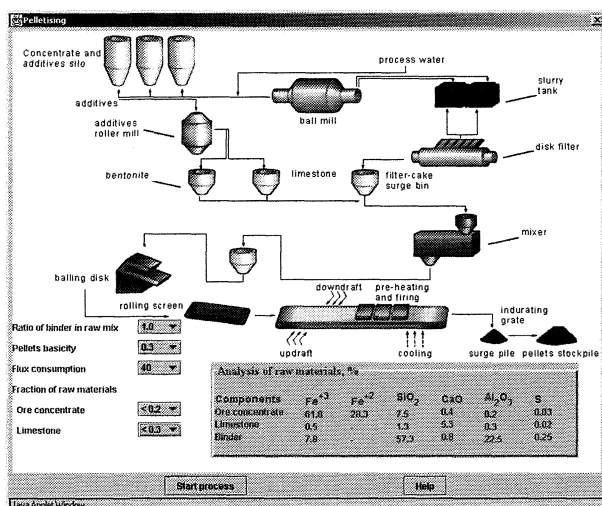 Pelletising
Concentrate and
additives silo
process water
slurry
tank
additives
ball mill
additives
roller mill
disk filter
bentonite
limestone
filter-cake
surge bin
mixer
balling disk
downdraft
pre-heating
and firing
rolling screen
indurating
grate
updraft
cooling
surge pile
pellets stockpile
Ratio of binder in raw mix 1.0
Pellets basicity 0.3
Flux consumption 40
Fraction of raw materials
Ore concentrate <0.2
Limestone <0.3
Analysis of raw materials, %
Components Fe+3 Fe+2 SiO2 CaO Al2O3 S
Ore concentrate 61,8 28,3 7.5 0.4 0.2 0.03
Limestone 0.5 1.3 5.3 0.3 0.02
Binder 7.8 - 57.3 0.8 22.5 0.25
Start process
Help
Java Applet Window